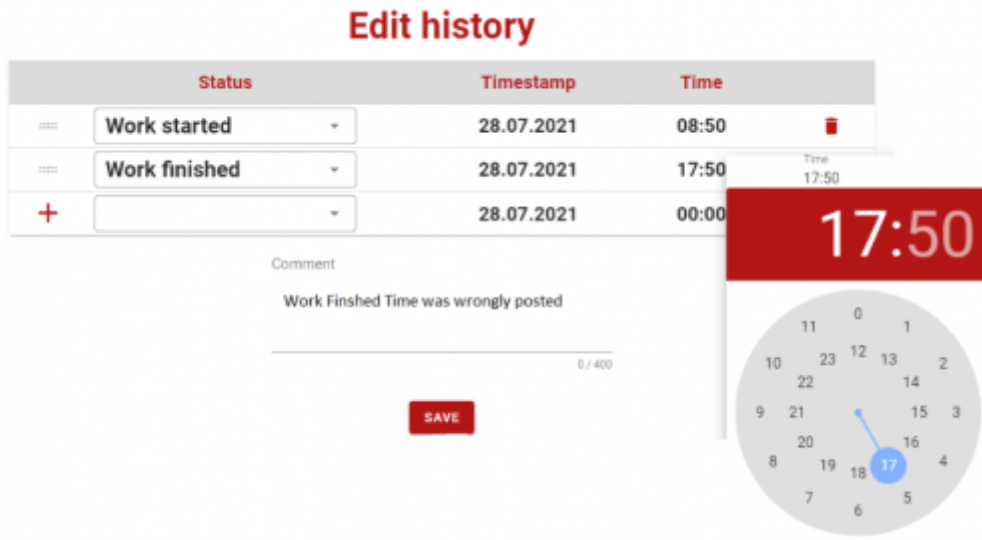 Edit history
Status Timestamp Time
Work started 28.07.2021 08:50
Work finished 28.07.2021 17:50
28.07.2021 00:00
Time
17:50
17:50
Comment
Work Finshed Time was wrongly posted
0 / 400
SAVE
0
11 1
12
23 13
10 2
22 14
9 21 15 3
20 16
8 4
19 17
18
7 5
6